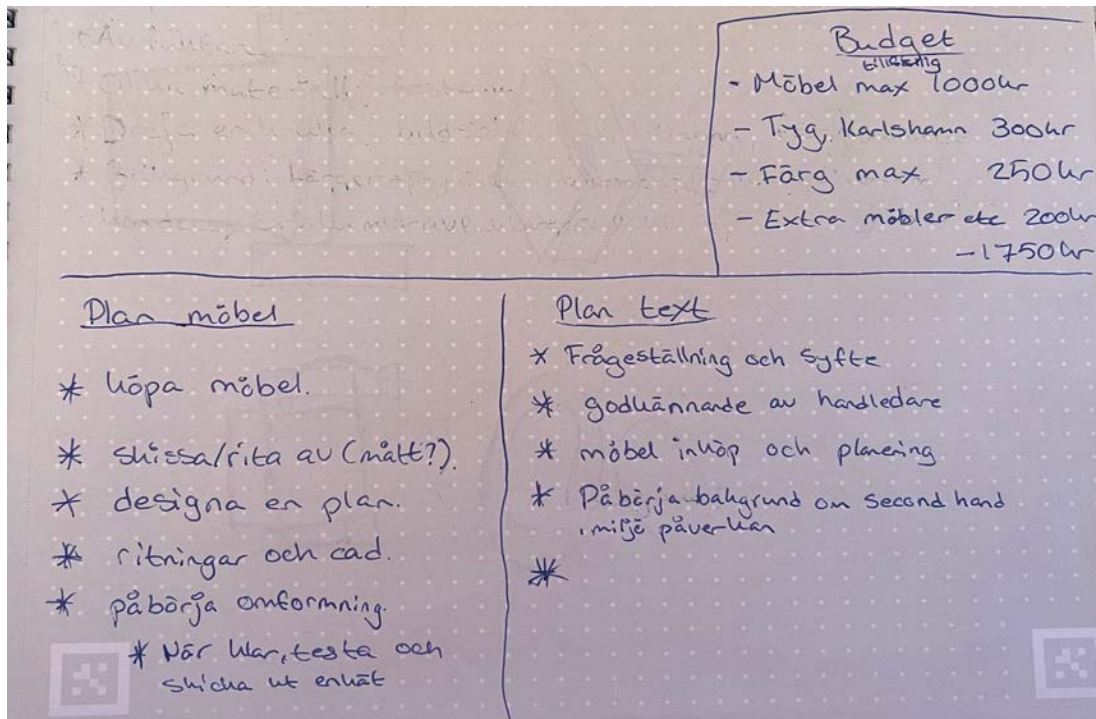 Budget
tillfällig
- Möbel max 1000kr
- Tyg, Karlshamn 300kr
- Färg max 250kr
- Extra möbler etc 200kr
-1750kr
Plan möbel
* köpa möbel.
* skissa/rita av (mått?).
* designa en plan.
* ritningar och cad.
* påbörja omformning.
* När klar, testa och
skicka ut enkät
Plan text
* Frågeställning och Syfte
* godkännande av handledare
* möbel inköp och planering
* Påbörja bakgrund om Second hand
, miljö påverkan
*